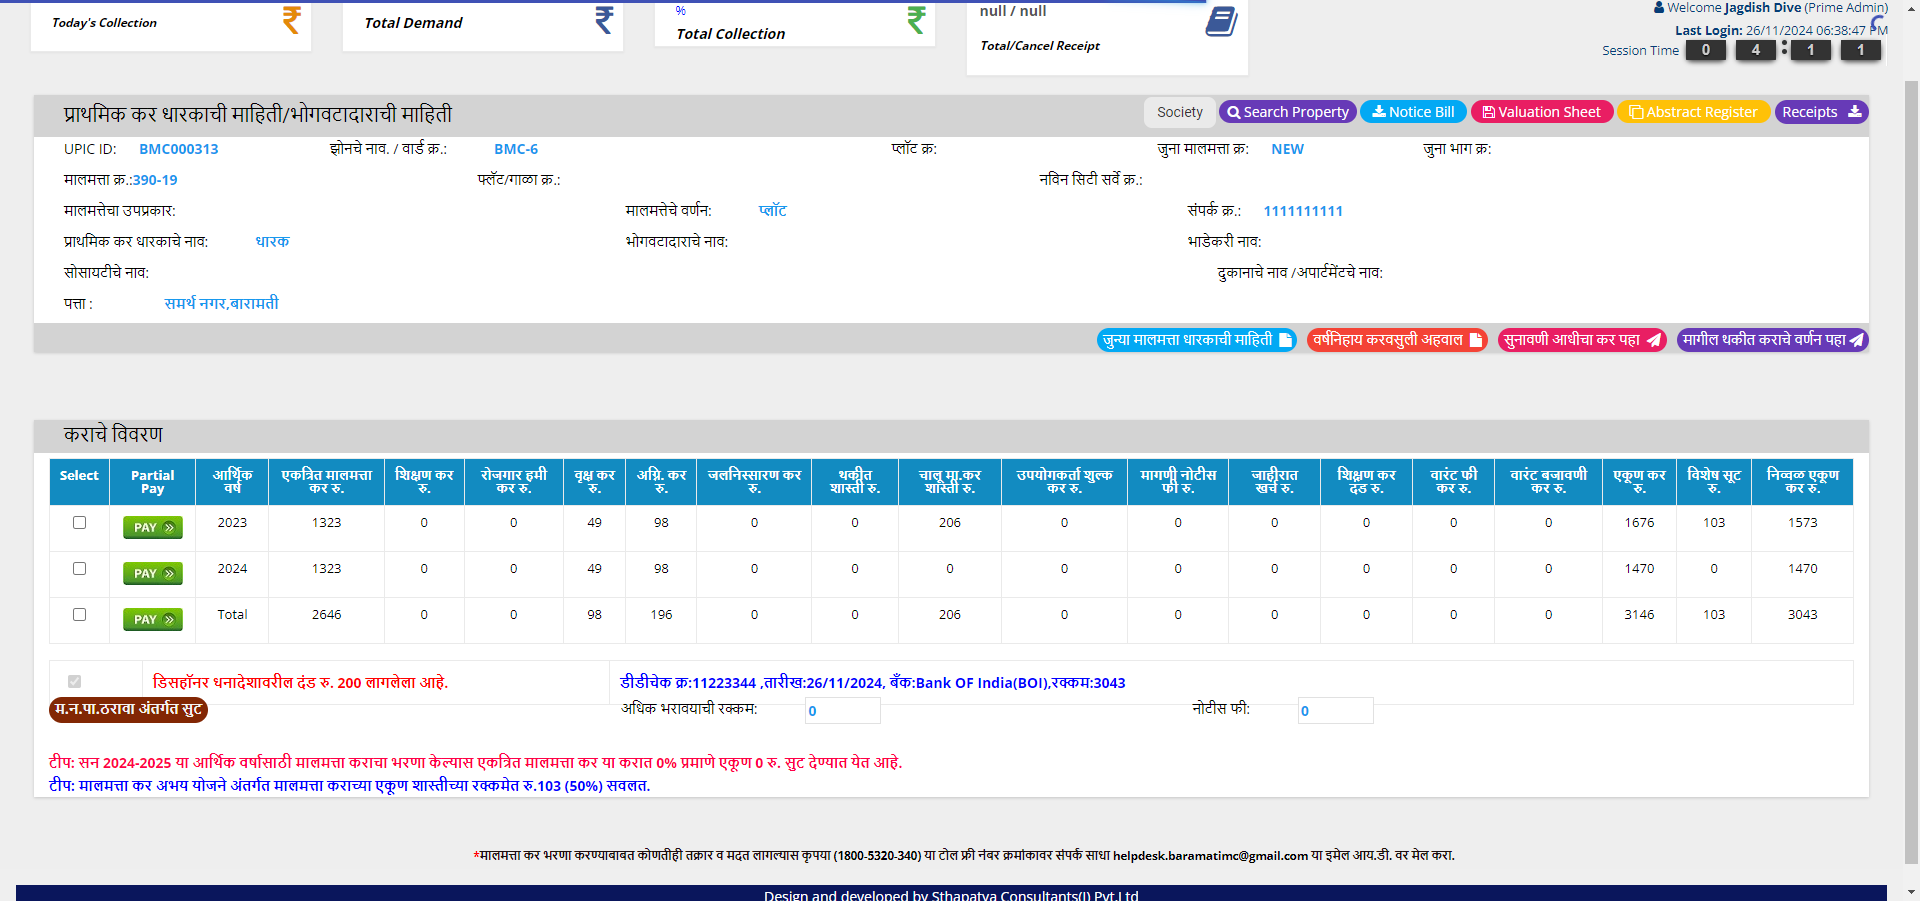 Today's Collection
Total Demand
%
Total Collection
null / null
Total/Cancel Receipt
Welcome Jagdish Dive (Prime Admin)
Last Login: 26/11/2024 06:38:47 PM
Session Time 0 4 : 1 1
प्राथमिक कर धारकाची माहिती/भोगवटादाराची माहिती
Society Search Property Notice Bill Valuation Sheet Abstract Register Receipts
UPIC ID: BMC000313 झोनचे नाव. / वार्ड क्र.: BMC-6 प्लॉट क्र: जुना मालमत्ता क्र: NEW जुना भाग क्र:
मालमत्ता क्र.:390-19 फ्लॅट/गाळा क्र.: नविन सिटी सर्वे क्र.:
मालमत्तेचा उपप्रकार: मालमत्तेचे वर्णन: प्लॉट संपर्क क्र.: 1111111111
प्राथमिक कर धारकाचे नाव: धारक भोगवटादाराचे नाव: भाडेकरी नाव:
सोसायटीचे नाव: दुकानाचे नाव /अपार्टमेंटचे नाव:
पत्ता : समर्थ नगर,बारामती
जुन्या मालमत्ता धारकाची माहिती वर्षनिहाय करवसुली अहवाल सुनावणी आधीचा कर पहा मागील थकीत कराचे वर्णन पहा
कराचे विवरण
Select Partial Pay आर्थिक वर्ष एकत्रित मालमत्ता कर रु. शिक्षण कर रु. रोजगार हमी कर रु. वृक्ष कर रु. अग्नि. कर रु. जलनिस्सारण कर रु. थकीत शास्ती रु. चालू मा.कर शास्ती रु. उपयोगकर्ता शुल्क कर रु. मागणी नोटीस फी रु. जाहीरात खर्च रु. शिक्षण कर दंड रु. वारंट फी कर रु. वारंट बजावणी कर रु. एकूण कर रु. विशेष सूट रु. निव्वळ एकूण कर रु.
PAY 2023 1323 0 0 49 98 0 0 206 0 0 0 0 0 0 1676 103 1573
PAY 2024 1323 0 0 49 98 0 0 0 0 0 0 0 0 0 1470 0 1470
PAY Total 2646 0 0 98 196 0 0 206 0 0 0 0 0 0 3146 103 3043
डिसहॉनर धनादेशावरील दंड रु. 200 लागलेला आहे. डीडीचेक क्र:11223344 ,तारीख:26/11/2024, बँक:Bank OF India(BOI),रक्कम:3043
म.न.पा.ठरावा अंतर्गत सुट अधिक भरावयाची रक्कम: 0 नोटीस फी: 0
टीप: सन 2024-2025 या आर्थिक वर्षासाठी मालमत्ता कराचा भरणा केल्यास एकत्रित मालमत्ता कर या करात 0% प्रमाणे एकूण 0 रु. सुट देण्यात येत आहे.
टीप: मालमत्ता कर अभय योजने अंतर्गत मालमत्ता कराच्या एकूण शास्तीच्या रक्कमेत रु.103 (50%) सवलत.
*मालमत्ता कर भरणा करण्याबाबत कोणतीही तक्रार व मदत लागल्यास कृपया (1800-5320-340) या टोल फ्री नंबर क्रमांकावर संपर्क साधा helpdesk.baramatimc@gmail.com या इमेल आय.डी. वर मेल करा.
Design and developed by Sthapatya Consultants(I) Pvt.Ltd